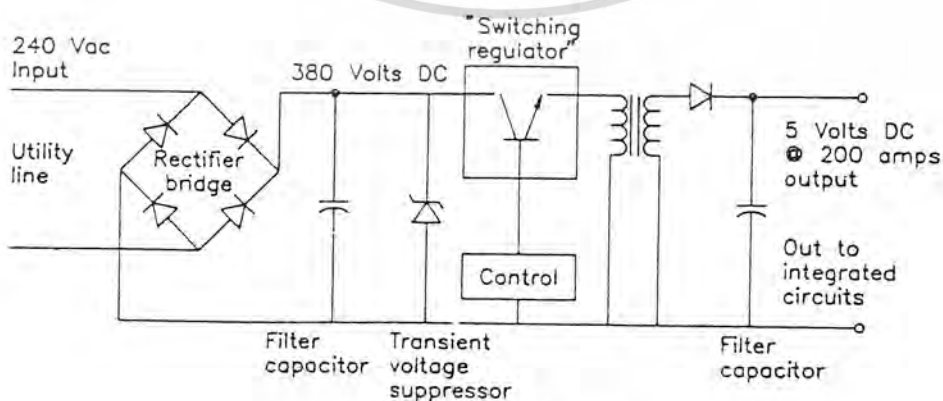 "Switching
regulator"
240 Vac
Input
380 Volts DC
Utility
line
Rectifier
bridge
5 Volts DC
@ 200 amps
output
Control
Out to
integrated
circuits
Filter
capacitor
Transient
voltage
suppressor
Filter
capacitor